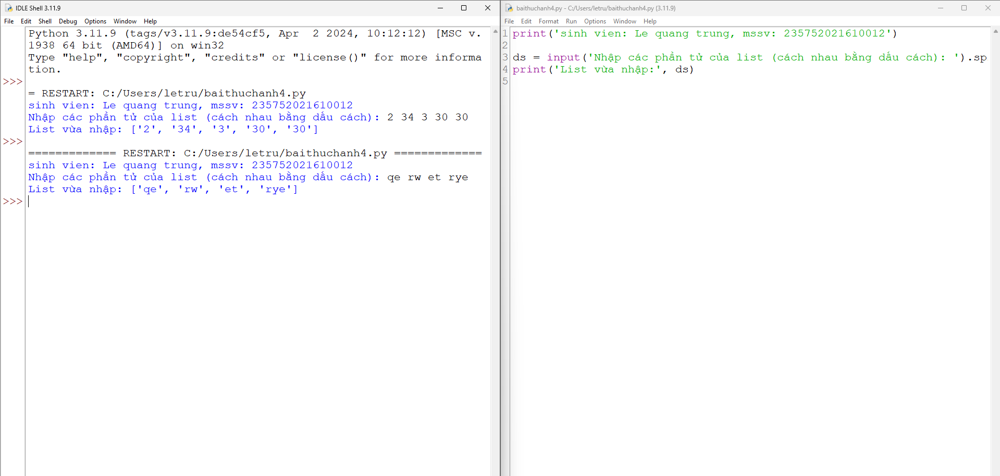 IDLE Shell 3.11.9
File Edit Shell Debug Options Window Help
Python 3.11.9 (tags/v3.11.9:de54cf5, Apr  2 2024, 10:12:12) [MSC v.
1938 64 bit (AMD64)] on win32
Type "help", "copyright", "credits" or "license()" for more informa
tion.
>>>
= RESTART: C:/Users/letru/baithuchanh4.py
sinh vien: Le quang trung, mssv: 235752021610012
Nhập các phần tử của list (cách nhau bằng dấu cách): 2 34 3 30 30
List vừa nhập: ['2', '34', '3', '30', '30']
>>>
============= RESTART: C:/Users/letru/baithuchanh4.py =============
sinh vien: Le quang trung, mssv: 235752021610012
Nhập các phần tử của list (cách nhau bằng dấu cách): qe rw et rye
List vừa nhập: ['qe', 'rw', 'et', 'rye']
>>>
baithuchanh4.py - C:/Users/letru/baithuchanh4.py (3.11.9)
File Edit Format Run Options Window Help
1 print('sinh vien: Le quang trung, mssv: 235752021610012')
2
3 ds = input('Nhập các phần tử của list (cách nhau bằng dấu cách): ').sp
4 print('List vừa nhập:', ds)
5